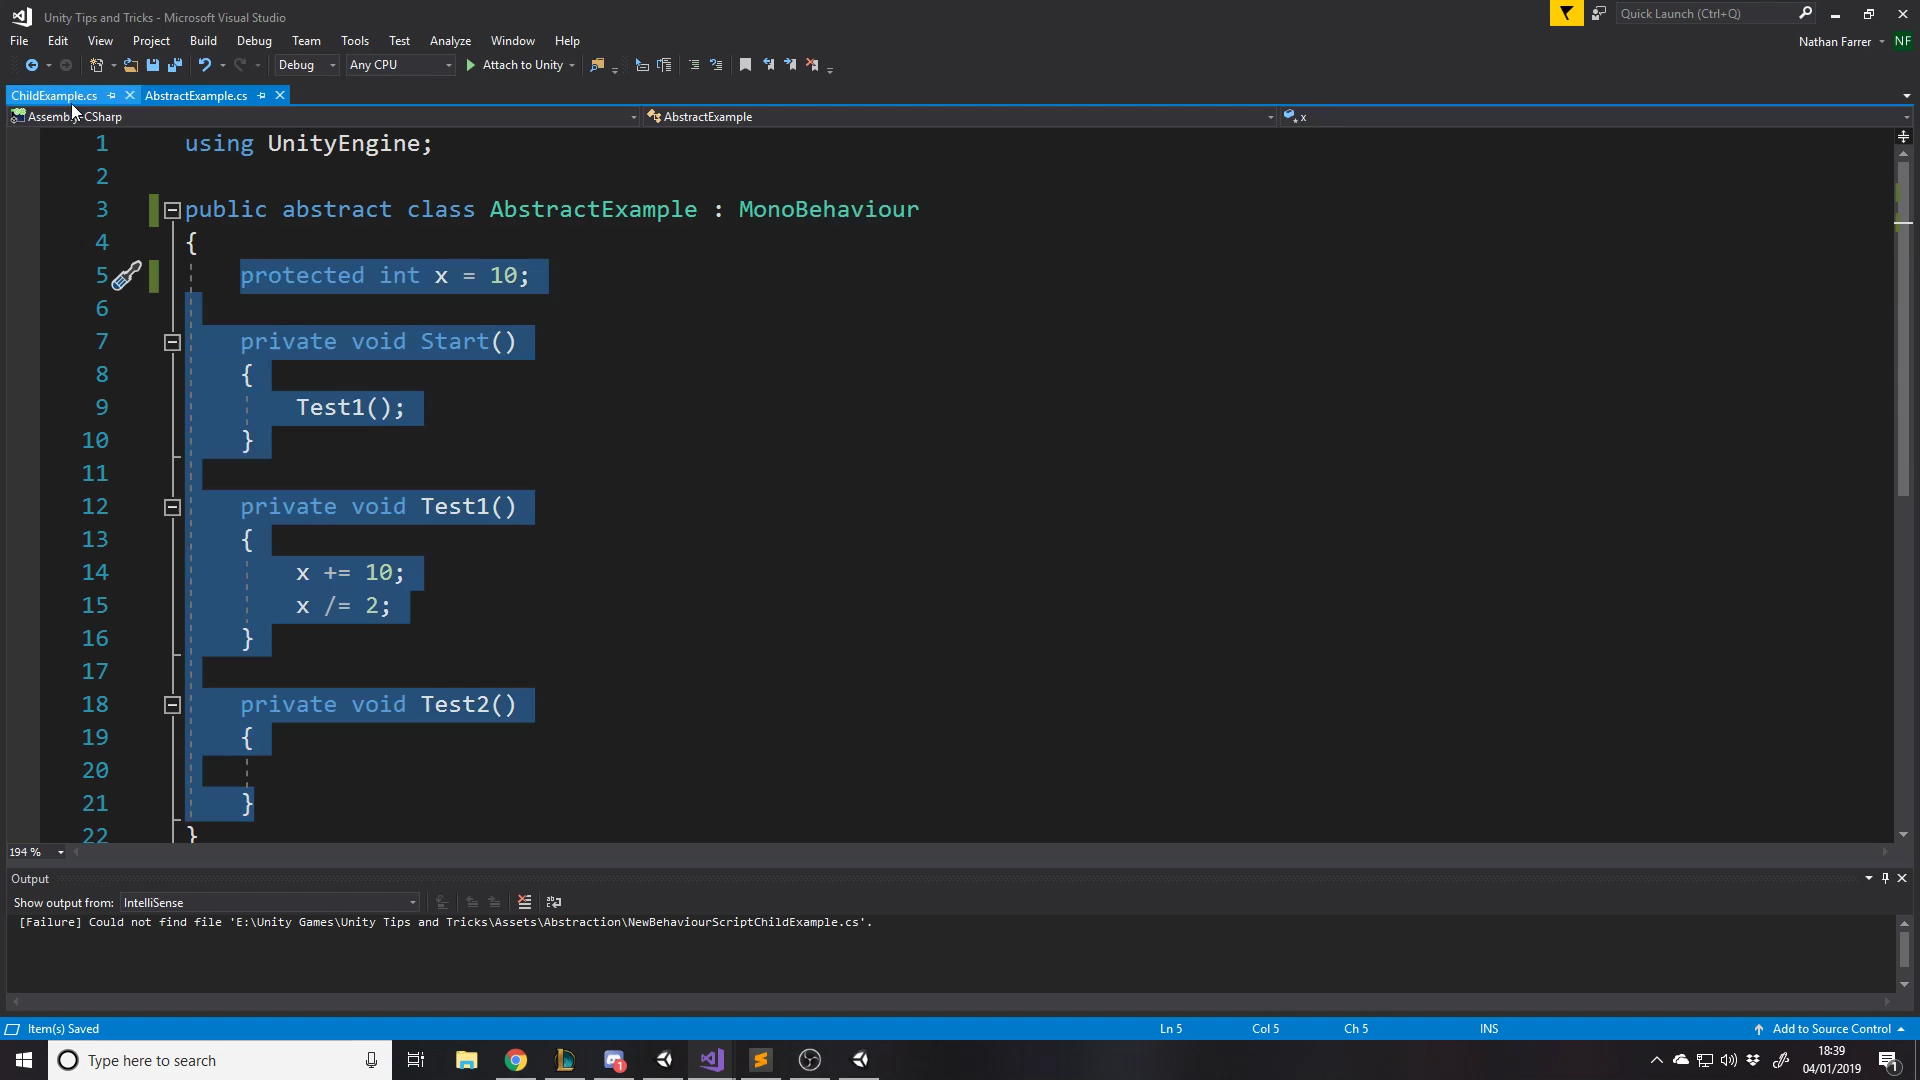 Unity Tips and Tricks - Microsoft Visual Studio
Quick Launch (Ctrl+Q)
File Edit View Project Build Debug Team Tools Test Analyze Window Help
Nathan Farrer NF
Debug Any CPU Attach to Unity
ChildExample.cs AbstractExample.cs
Assembly-CSharp AbstractExample x
1 using UnityEngine;
2
3 public abstract class AbstractExample : MonoBehaviour
4 {
5 protected int x = 10;
6
7 private void Start()
8 {
9 Test1();
10 }
11
12 private void Test1()
13 {
14 x += 10;
15 x /= 2;
16 }
17
18 private void Test2()
19 {
20
21 }
22 }
194 %
Output
Show output from: IntelliSense
[Failure] Could not find file 'E:\Unity Games\Unity Tips and Tricks\Assets\Abstraction\NewBehaviourScriptChildExample.cs'.
Item(s) Saved Ln 5 Col 5 Ch 5 INS Add to Source Control
Type here to search
1
18:39
04/01/2019
1